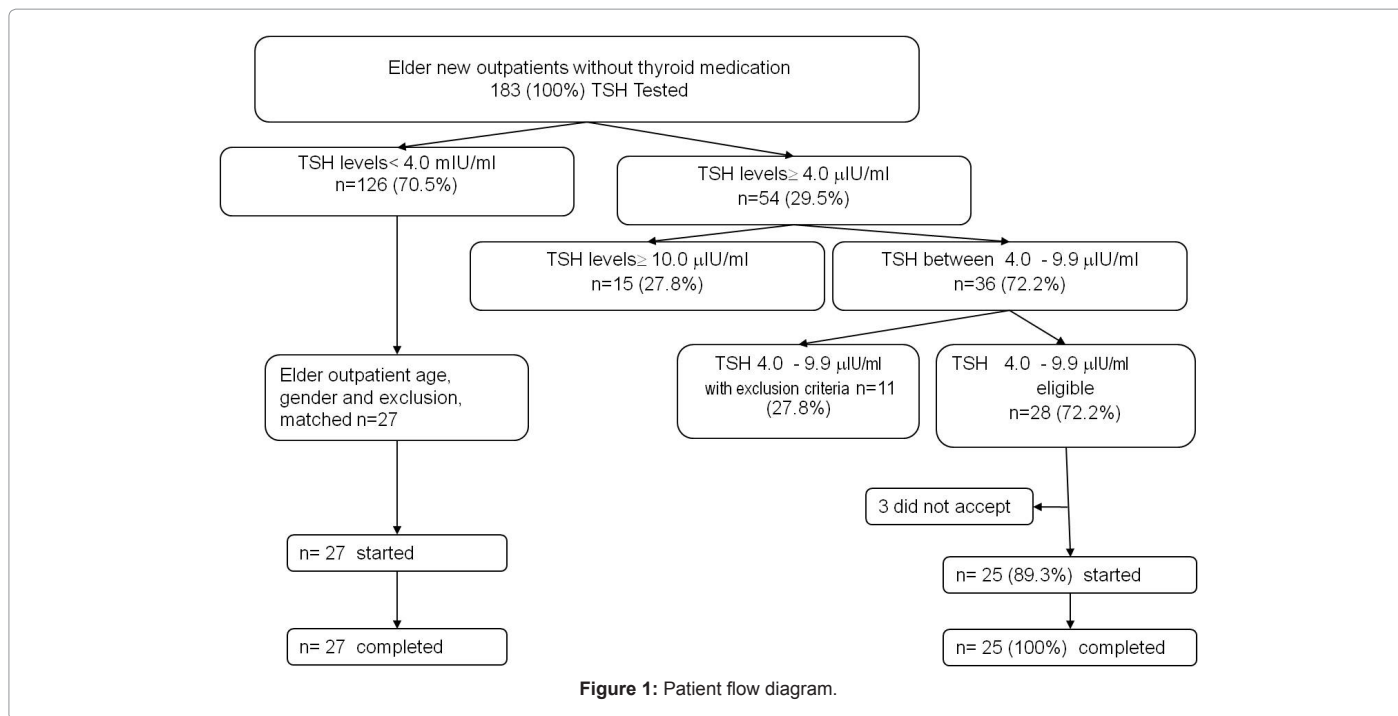 Elder new outpatients without thyroid medication
183 (100%) TSH Tested
TSH levels< 4.0 mIU/ml
n=126 (70.5%)
TSH levels≥ 4.0 µIU/ml
n=54 (29.5%)
TSH levels≥ 10.0 µIU/ml
n=15 (27.8%)
TSH between 4.0 - 9.9 µIU/ml
n=36 (72.2%)
Elder outpatient age,
gender and exclusion,
matched n=27
TSH 4.0 - 9.9 µIU/ml
with exclusion criteria n=11
(27.8%)
TSH 4.0 - 9.9 µIU/ml
eligible
n=28 (72.2%)
3 did not accept
n= 27 started
n= 25 (89.3%) started
n= 27 completed
n= 25 (100%) completed
Figure 1: Patient flow diagram.